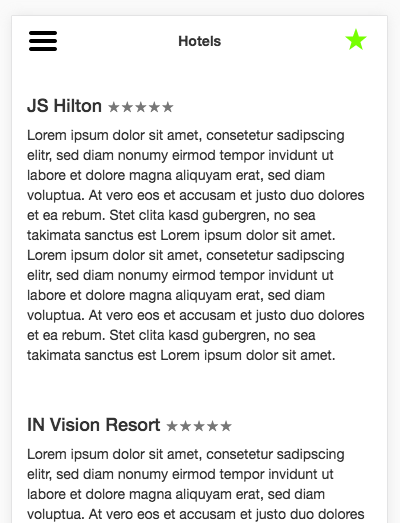 Hotels
JS Hilton ★★★★★
Lorem ipsum dolor sit amet, consetetur sadipscing
elitr, sed diam nonumy eirmod tempor invidunt ut
labore et dolore magna aliquyam erat, sed diam
voluptua. At vero eos et accusam et justo duo dolores
et ea rebum. Stet clita kasd gubergren, no sea
takimata sanctus est Lorem ipsum dolor sit amet.
Lorem ipsum dolor sit amet, consetetur sadipscing
elitr, sed diam nonumy eirmod tempor invidunt ut
labore et dolore magna aliquyam erat, sed diam
voluptua. At vero eos et accusam et justo duo dolores
et ea rebum. Stet clita kasd gubergren, no sea
takimata sanctus est Lorem ipsum dolor sit amet.
IN Vision Resort ★★★★★
Lorem ipsum dolor sit amet, consetetur sadipscing
elitr, sed diam nonumy eirmod tempor invidunt ut
labore et dolore magna aliquyam erat, sed diam
voluptua. At vero eos et accusam et justo duo dolores